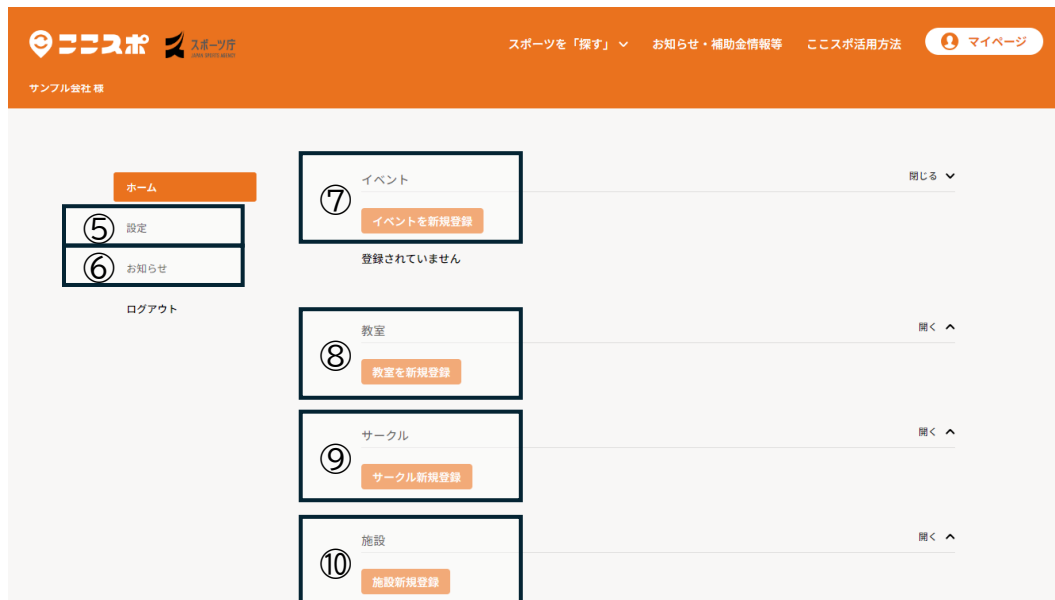 ここスポ スポーツ庁 スポーツを「探す」 お知らせ・補助金情報等 ここスポ活用方法 マイページ
JAPAN SPORTS AGENCY
サンプル会社 様
ホーム
⑤ 設定
⑥ お知らせ
ログアウト
⑦ イベント 閉じる
イベントを新規登録
登録されていません
⑧ 教室 開く
教室を新規登録
⑨ サークル 開く
サークル新規登録
⑩ 施設 開く
施設新規登録